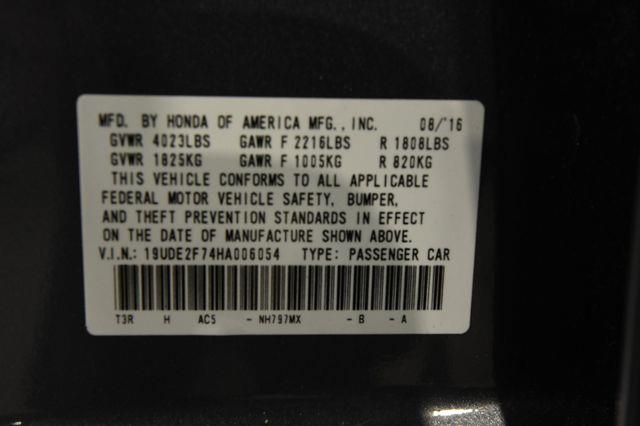 MFD. BY HONDA OF AMERICA MFG., INC. 08/'16
GVWR 4023LBS GAWR F 2216LBS R 1808LBS
GVWR 1825KG GAWR F 1005KG R 820KG
THIS VEHICLE CONFORMS TO ALL APPLICABLE
FEDERAL MOTOR VEHICLE SAFETY, BUMPER,
AND THEFT PREVENTION STANDARDS IN EFFECT
ON THE DATE OF MANUFACTURE SHOWN ABOVE.
V.I.N.: 19UDE2F74HA006054 TYPE: PASSENGER CAR
T3R H AC5 - NH797MX - B - A